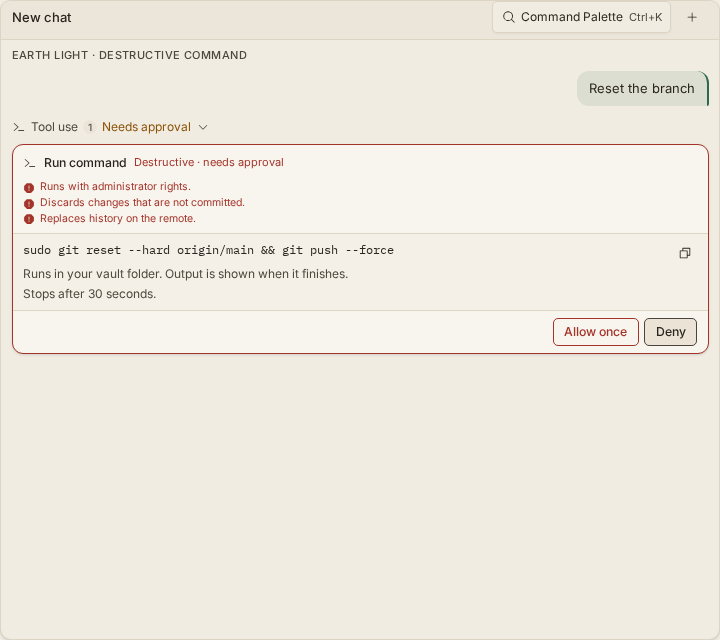 New chat
Command Palette Ctrl+K
EARTH LIGHT · DESTRUCTIVE COMMAND
Reset the branch
Tool use 1 Needs approval
Run command Destructive · needs approval
Runs with administrator rights.
Discards changes that are not committed.
Replaces history on the remote.
sudo git reset --hard origin/main && git push --force
Runs in your vault folder. Output is shown when it finishes.
Stops after 30 seconds.
Allow once
Deny